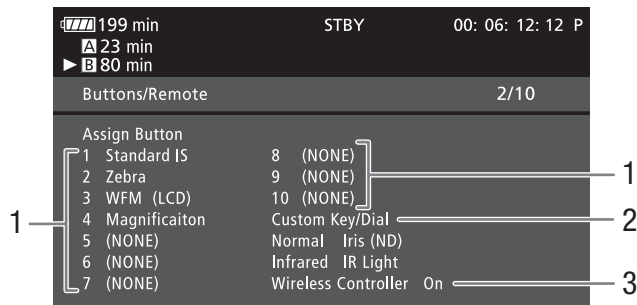 199 min STBY 00: 06: 12: 12 P
A 23 min
B 80 min
Buttons/Remote 2/10
Assign Button
1 Standard IS 8 (NONE)
2 Zebra 9 (NONE)
3 WFM (LCD) 10 (NONE)
4 Magnificaiton Custom Key/Dial
5 (NONE) Normal Iris (ND)
6 (NONE) Infrared IR Light
7 (NONE) Wireless Controller On
1
1
2
3